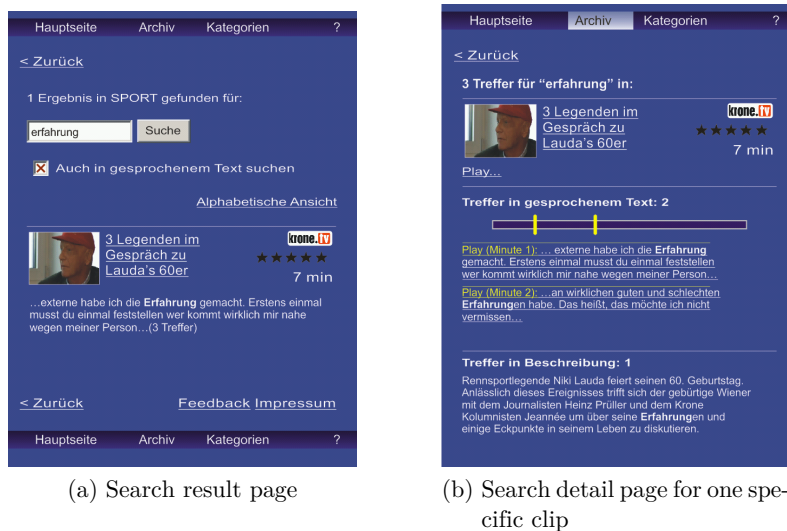 Hauptseite Archiv Kategorien ?
< Zurück
1 Ergebnis in SPORT gefunden für:
erfahrung Suche
Auch in gesprochenem Text suchen
Alphabetische Ansicht
3 Legenden im
Gespräch zu
Lauda's 60er
krone.tv
★★★★★
7 min
...externe habe ich die Erfahrung gemacht. Erstens einmal
musst du einmal feststellen wer kommt wirklich mir nahe
wegen meiner Person...(3 Treffer)
< Zurück Feedback Impressum
Hauptseite Archiv Kategorien ?
(a) Search result page
Hauptseite Archiv Kategorien ?
< Zurück
3 Treffer für "erfahrung" in:
3 Legenden im
Gespräch zu
Lauda's 60er
krone.tv
★★★★★
7 min
Play...
Treffer in gesprochenem Text: 2
Play (Minute 1): ... externe habe ich die Erfahrung
gemacht. Erstens einmal musst du einmal feststellen
wer kommt wirklich mir nahe wegen meiner Person...
Play (Minute 2): ...an wirklichen guten und schlechten
Erfahrungen habe. Das heißt, das möchte ich nicht
vermissen...
Treffer in Beschreibung: 1
Rennsportlegende Niki Lauda feiert seinen 60. Geburtstag.
Anlässlich dieses Ereignisses trifft sich der gebürtige Wiener
mit dem Journalisten Heinz Prüller und dem Krone
Kolumnisten Jeannée um über seine Erfahrungen und
einige Eckpunkte in seinem Leben zu diskutieren.
(b) Search detail page for one spe-
cific clip